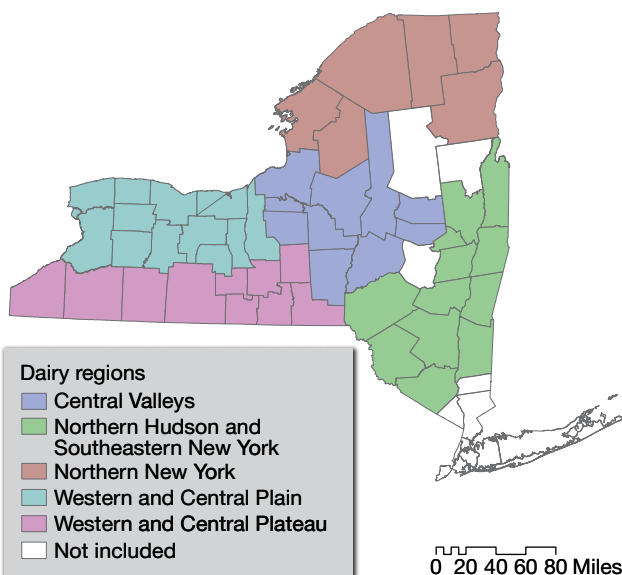 Dairy regions
Central Valleys
Northern Hudson and
Southeastern New York
Northern New York
Western and Central Plain
Western and Central Plateau
Not included
0 20 40 60 80 Miles